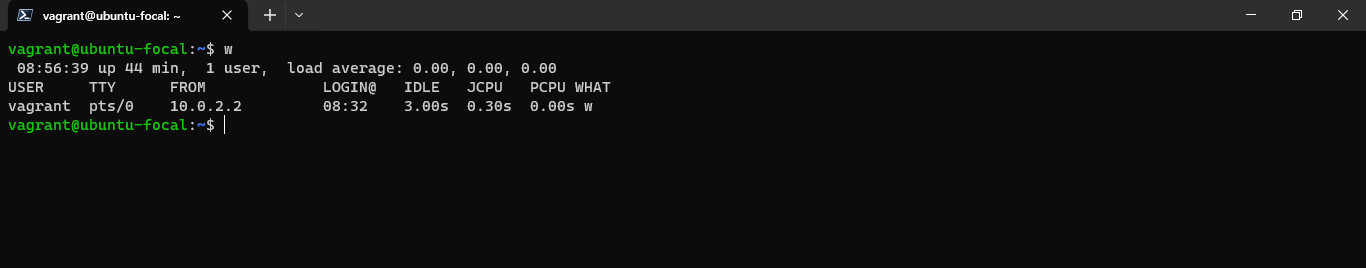 vagrant@ubuntu-focal: ~
vagrant@ubuntu-focal:~$ w
 08:56:39 up 44 min,  1 user,  load average: 0.00, 0.00, 0.00
USER     TTY      FROM             LOGIN@   IDLE   JCPU   PCPU WHAT
vagrant  pts/0    10.0.2.2         08:32    3.00s  0.30s  0.00s w
vagrant@ubuntu-focal:~$